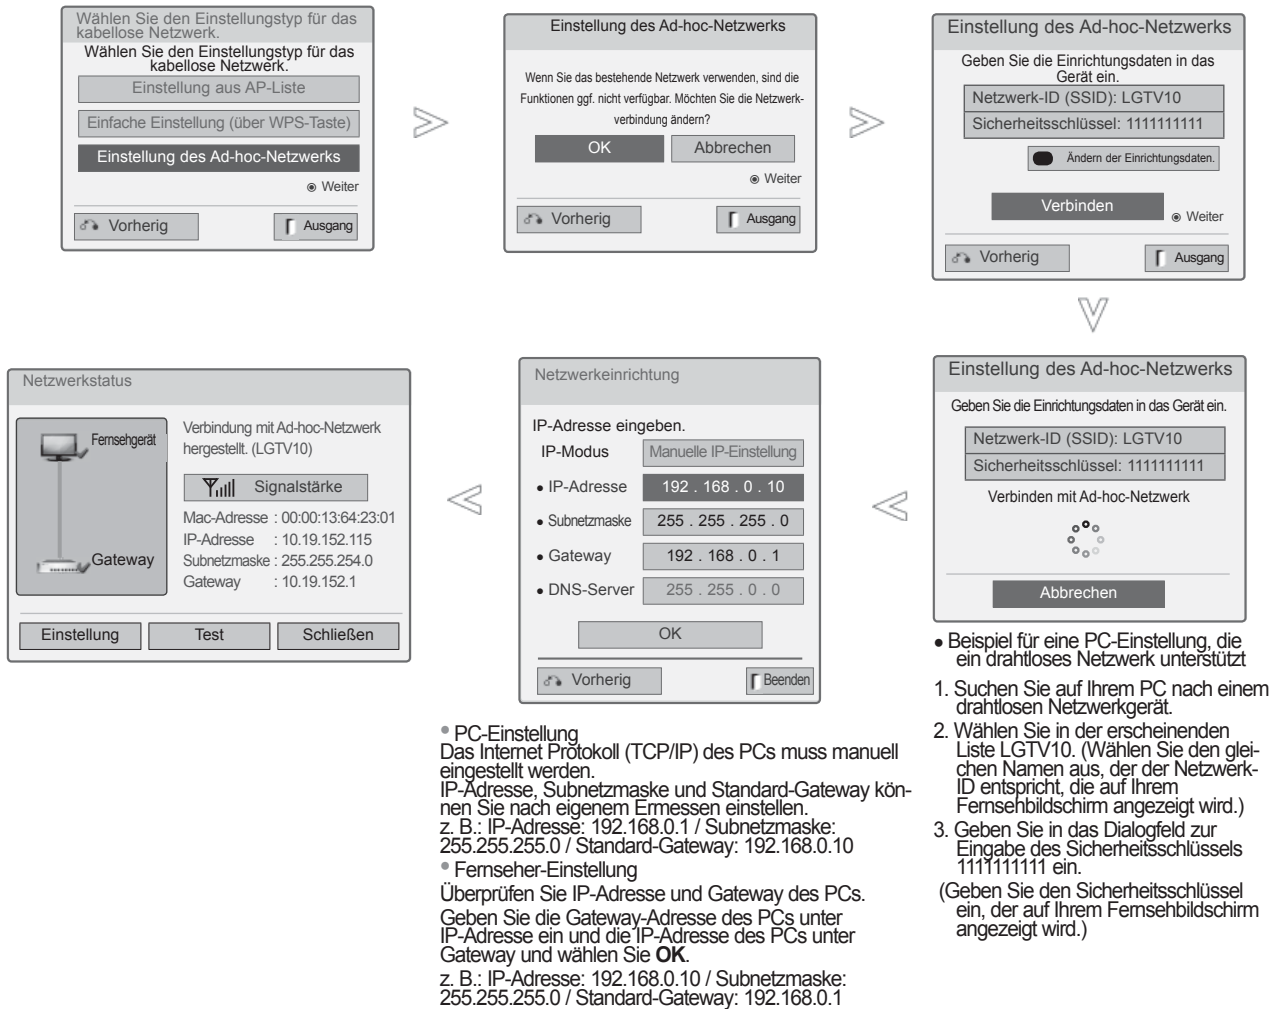 Wählen Sie den Einstellungstyp für das
kabellose Netzwerk.
Wählen Sie den Einstellungstyp für das
kabellose Netzwerk.
Einstellung aus AP-Liste
Einfache Einstellung (über WPS-Taste)
Einstellung des Ad-hoc-Netzwerks
Weiter
Vorherig
Ausgang
Einstellung des Ad-hoc-Netzwerks
Wenn Sie das bestehende Netzwerk verwenden, sind die
Funktionen ggf. nicht verfügbar. Möchten Sie die Netzwerk-
verbindung ändern?
OK
Abbrechen
Weiter
Vorherig
Ausgang
Einstellung des Ad-hoc-Netzwerks
Geben Sie die Einrichtungsdaten in das
Gerät ein.
Netzwerk-ID (SSID): LGTV10
Sicherheitsschlüssel: 1111111111
Ändern der Einrichtungsdaten.
Verbinden
Weiter
Vorherig
Ausgang
Einstellung des Ad-hoc-Netzwerks
Geben Sie die Einrichtungsdaten in das Gerät ein.
Netzwerk-ID (SSID): LGTV10
Sicherheitsschlüssel: 1111111111
Verbinden mit Ad-hoc-Netzwerk
Abbrechen
• Beispiel für eine PC-Einstellung, die
ein drahtloses Netzwerk unterstützt
1. Suchen Sie auf Ihrem PC nach einem
drahtlosen Netzwerkgerät.
2. Wählen Sie in der erscheinenden
Liste LGTV10. (Wählen Sie den glei-
chen Namen aus, der der Netzwerk-
ID entspricht, die auf Ihrem
Fernsehbildschirm angezeigt wird.)
3. Geben Sie in das Dialogfeld zur
Eingabe des Sicherheitsschlüssels
1111111111 ein.
(Geben Sie den Sicherheitsschlüssel
ein, der auf Ihrem Fernsehbildschirm
angezeigt wird.)
Netzwerkeinrichtung
IP-Adresse eingeben.
IP-Modus Manuelle IP-Einstellung
• IP-Adresse 192 . 168 . 0 . 10
• Subnetzmaske 255 . 255 . 255 . 0
• Gateway 192 . 168 . 0 . 1
• DNS-Server 255 . 255 . 0 . 0
OK
Vorherig
Beenden
• PC-Einstellung
Das Internet Protokoll (TCP/IP) des PCs muss manuell
eingestellt werden.
IP-Adresse, Subnetzmaske und Standard-Gateway kön-
nen Sie nach eigenem Ermessen einstellen.
z. B.: IP-Adresse: 192.168.0.1 / Subnetzmaske:
255.255.255.0 / Standard-Gateway: 192.168.0.10
• Fernseher-Einstellung
Überprüfen Sie IP-Adresse und Gateway des PCs.
Geben Sie die Gateway-Adresse des PCs unter
IP-Adresse ein und die IP-Adresse des PCs unter
Gateway und wählen Sie OK.
z. B.: IP-Adresse: 192.168.0.10 / Subnetzmaske:
255.255.255.0 / Standard-Gateway: 192.168.0.1
Netzwerkstatus
Fernsehgerät
Gateway
Verbindung mit Ad-hoc-Netzwerk
hergestellt. (LGTV10)
Signalstärke
Mac-Adresse : 00:00:13:64:23:01
IP-Adresse : 10.19.152.115
Subnetzmaske : 255.255.254.0
Gateway : 10.19.152.1
Einstellung
Test
Schließen